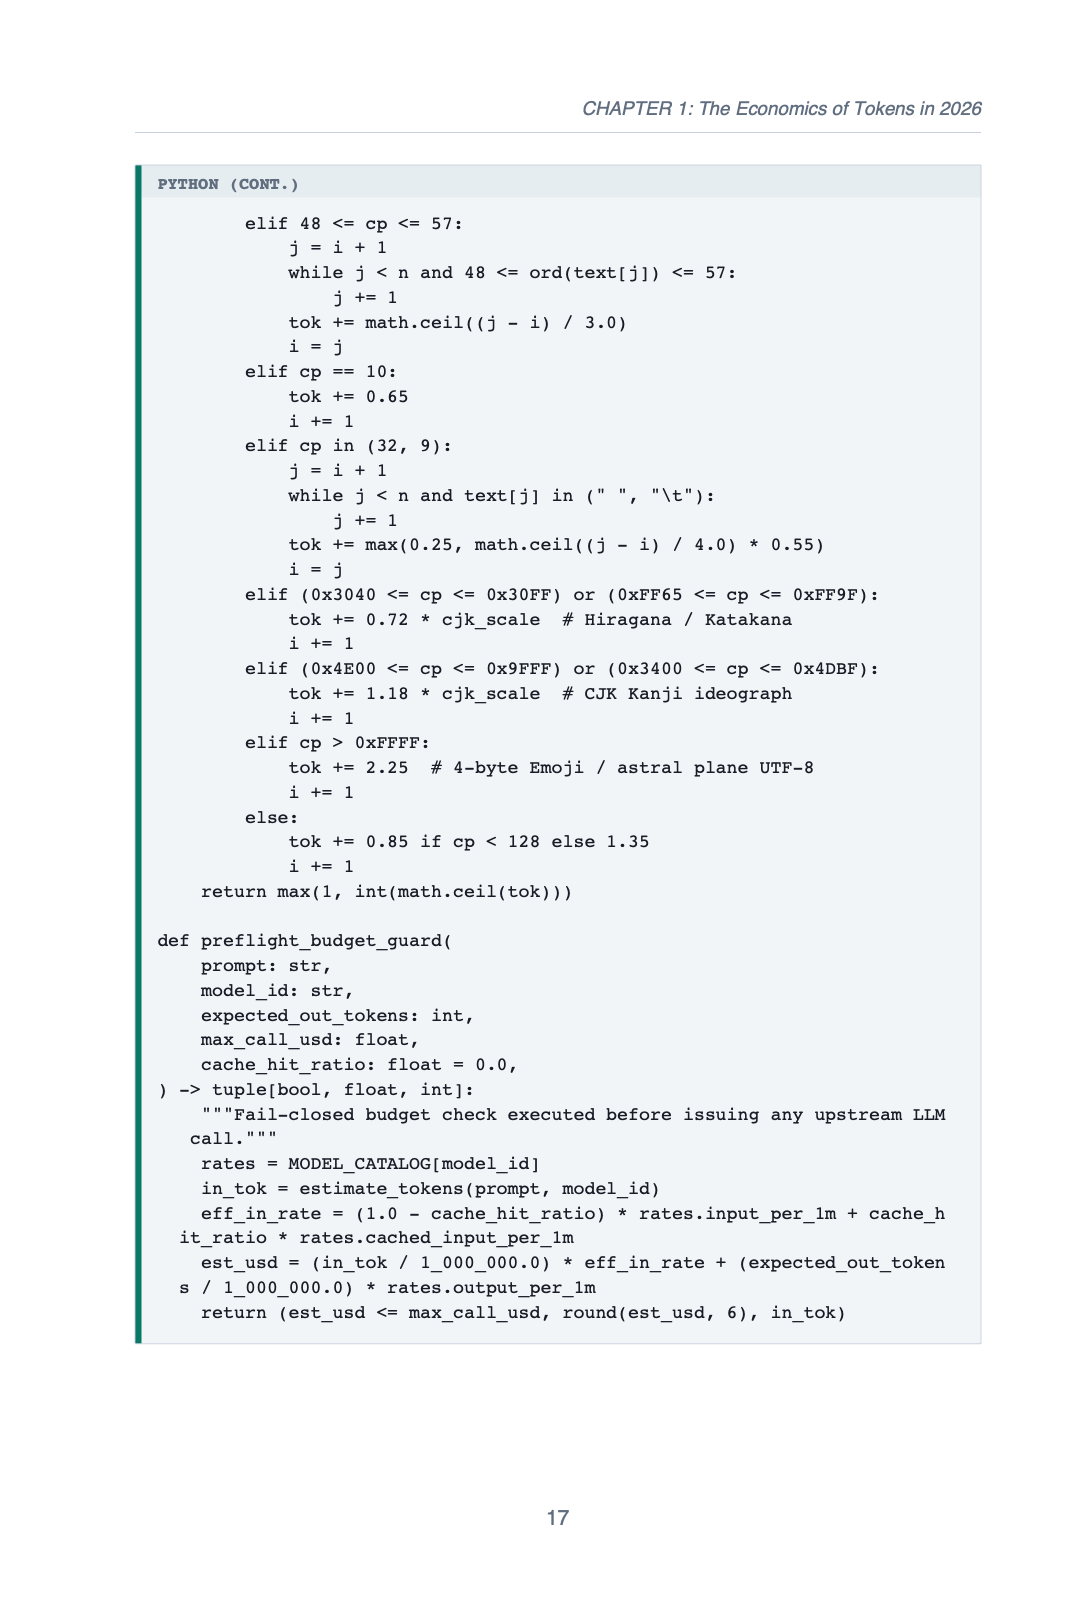 CHAPTER 1: The Economics of Tokens in 2026
PYTHON (CONT.)
        elif 48 <= cp <= 57:
            j = i + 1
            while j < n and 48 <= ord(text[j]) <= 57:
                j += 1
            tok += math.ceil((j - i) / 3.0)
            i = j
        elif cp == 10:
            tok += 0.65
            i += 1
        elif cp in (32, 9):
            j = i + 1
            while j < n and text[j] in (" ", "\t"):
                j += 1
            tok += max(0.25, math.ceil((j - i) / 4.0) * 0.55)
            i = j
        elif (0x3040 <= cp <= 0x30FF) or (0xFF65 <= cp <= 0xFF9F):
            tok += 0.72 * cjk_scale  # Hiragana / Katakana
            i += 1
        elif (0x4E00 <= cp <= 0x9FFF) or (0x3400 <= cp <= 0x4DBF):
            tok += 1.18 * cjk_scale  # CJK Kanji ideograph
            i += 1
        elif cp > 0xFFFF:
            tok += 2.25  # 4-byte Emoji / astral plane UTF-8
            i += 1
        else:
            tok += 0.85 if cp < 128 else 1.35
            i += 1
    return max(1, int(math.ceil(tok)))

def preflight_budget_guard(
    prompt: str,
    model_id: str,
    expected_out_tokens: int,
    max_call_usd: float,
    cache_hit_ratio: float = 0.0,
) -> tuple[bool, float, int]:
    """Fail-closed budget check executed before issuing any upstream LLM
   call."""
    rates = MODEL_CATALOG[model_id]
    in_tok = estimate_tokens(prompt, model_id)
    eff_in_rate = (1.0 - cache_hit_ratio) * rates.input_per_1m + cache_h
  it_ratio * rates.cached_input_per_1m
    est_usd = (in_tok / 1_000_000.0) * eff_in_rate + (expected_out_token
  s / 1_000_000.0) * rates.output_per_1m
    return (est_usd <= max_call_usd, round(est_usd, 6), in_tok)
17